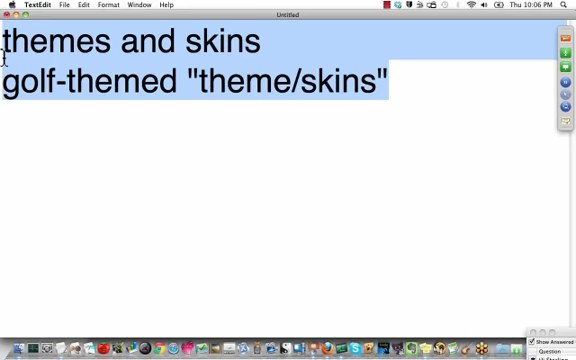 TextEdit File Edit Format Window Help Thu 10:06 PM
Untitled
themes and skins
golf-themed "theme/skins"
Show Answered
Question